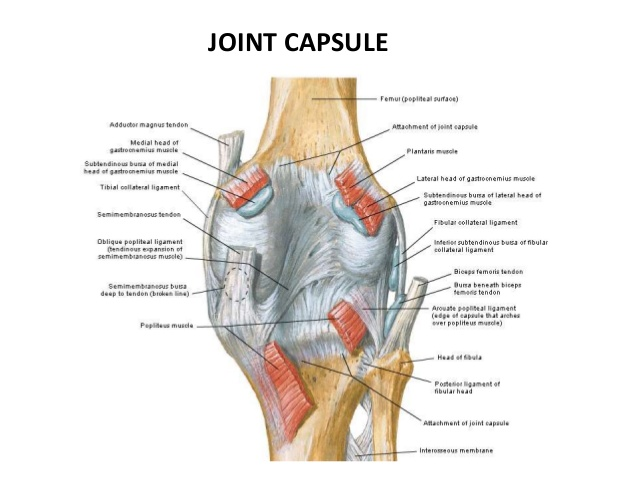 JOINT CAPSULE
Adductor magnus tendon
Medial head of
gastrocnemius muscle
Subtendinous bursa of medial
head of gastrocnemius muscle
Tibial collateral ligament
Semimembranosus tendon
Oblique popliteal ligament
(tendinous expansion of
semimembranosus muscle)
Semimembranosus bursa
deep to tendon (broken line)
Popliteus muscle
Femur (popliteal surface)
Attachment of joint capsule
Plantaris muscle
Lateral head of gastrocnemius muscle
Subtendinous bursa of lateral head of
gastrocnemius muscle
Fibular collateral ligament
Inferior subtendinous bursa of fibular
collateral ligament
Biceps femoris tendon
Bursa beneath biceps
femoris tendon
Arcuate popliteal ligament
(edge of capsule that arches
over popliteus muscle)
Head of fibula
Posterior ligament of
fibular head
Attachment of joint capsule
Interosseous membrane